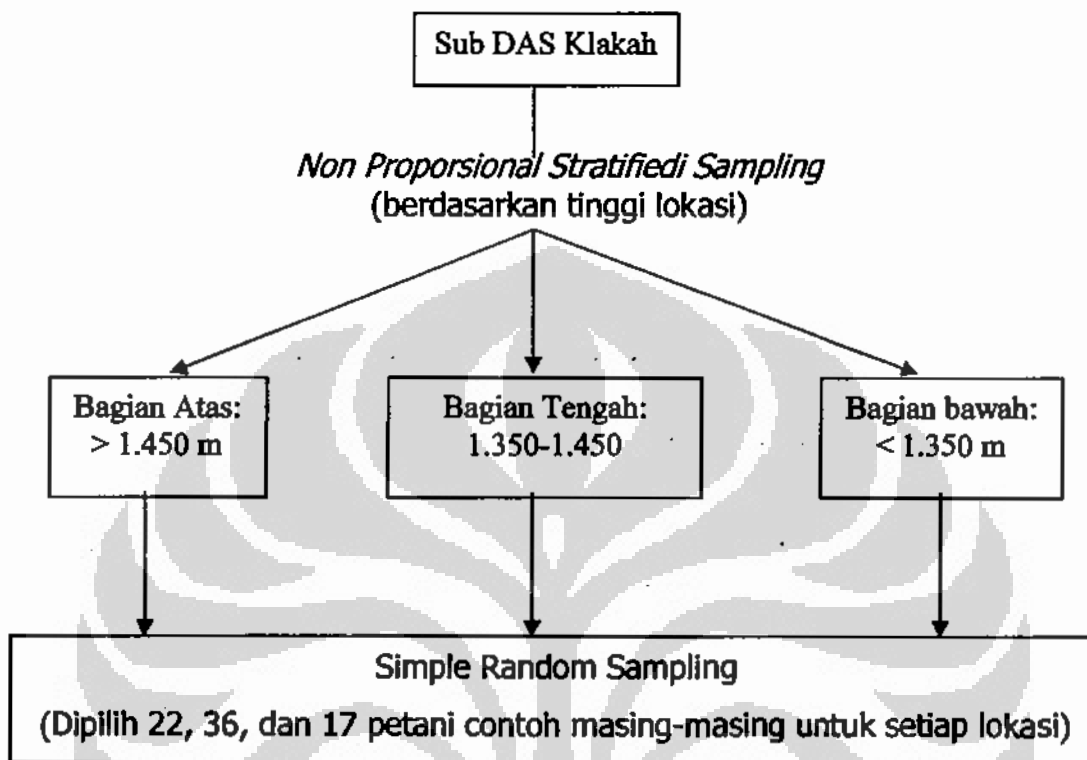 Sub DAS Klakah
Non Proporsional Stratifiedi Sampling
(berdasarkan tinggi lokasi)
Bagian Atas:
> 1.450 m
Bagian Tengah:
1.350-1.450
Bagian bawah:
< 1.350 m
Simple Random Sampling
(Dipilih 22, 36, dan 17 petani contoh masing-masing untuk setiap lokasi)